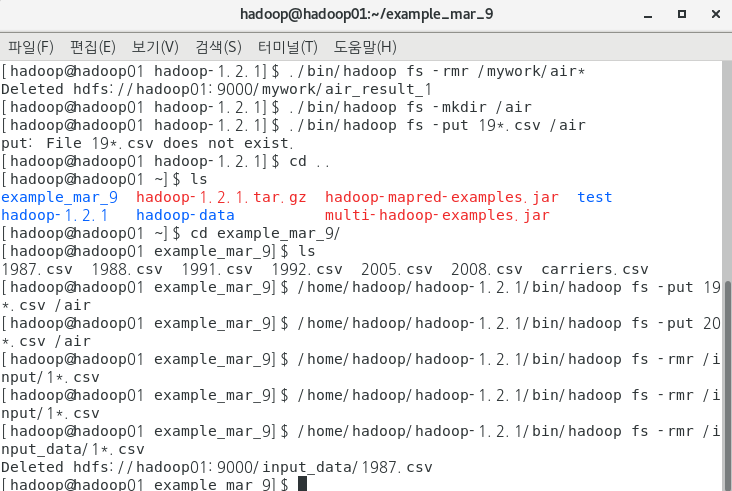 hadoop@hadoop01:~/example_mar_9
파일(F) 편집(E) 보기(V) 검색(S) 터미널(T) 도움말(H)
[hadoop@hadoop01 hadoop-1.2.1]$ ./bin/hadoop fs -rmr /mywork/air*
Deleted hdfs://hadoop01:9000/mywork/air_result_1
[hadoop@hadoop01 hadoop-1.2.1]$ ./bin/hadoop fs -mkdir /air
[hadoop@hadoop01 hadoop-1.2.1]$ ./bin/hadoop fs -put 19*.csv /air
put: File 19*.csv does not exist.
[hadoop@hadoop01 hadoop-1.2.1]$ cd ..
[hadoop@hadoop01 ~]$ ls
example_mar_9 hadoop-1.2.1.tar.gz hadoop-mapred-examples.jar test
hadoop-1.2.1 hadoop-data multi-hadoop-examples.jar
[hadoop@hadoop01 ~]$ cd example_mar_9/
[hadoop@hadoop01 example_mar_9]$ ls
1987.csv 1988.csv 1991.csv 1992.csv 2005.csv 2008.csv carriers.csv
[hadoop@hadoop01 example_mar_9]$ /home/hadoop/hadoop-1.2.1/bin/hadoop fs -put 19
*.csv /air
[hadoop@hadoop01 example_mar_9]$ /home/hadoop/hadoop-1.2.1/bin/hadoop fs -put 20
*.csv /air
[hadoop@hadoop01 example_mar_9]$ /home/hadoop/hadoop-1.2.1/bin/hadoop fs -rmr /i
nput/1*.csv
[hadoop@hadoop01 example_mar_9]$ /home/hadoop/hadoop-1.2.1/bin/hadoop fs -rmr /i
nput/1*.csv
[hadoop@hadoop01 example_mar_9]$ /home/hadoop/hadoop-1.2.1/bin/hadoop fs -rmr /i
nput_data/1*.csv
Deleted hdfs://hadoop01:9000/input_data/1987.csv
[hadoop@hadoop01 example_mar_9]$